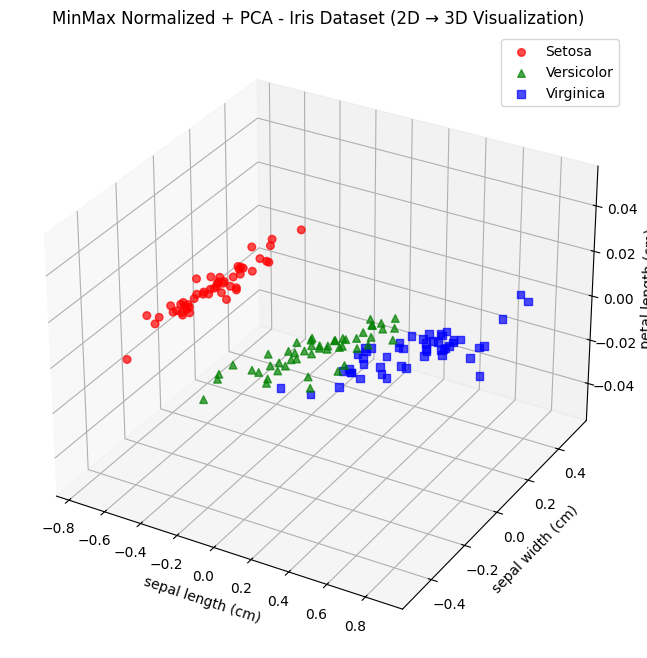 MinMax Normalized + PCA - Iris Dataset (2D → 3D Visualization)
Setosa
Versicolor
Virginica
0.04
0.02
0.00
−0.02
−0.04
petal length (cm)
0.4
0.2
0.0
−0.2
−0.4
sepal width (cm)
−0.8
−0.6
−0.4
−0.2
0.0
0.2
0.4
0.6
0.8
sepal length (cm)